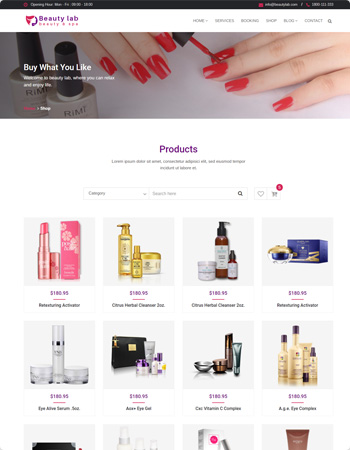 Opening Hour: Mon - Fri 08:00 - 18:00
info@beautylab.com
1900 111 333
Beauty lab
beauty & spa
HOME
SERVICES
BOOKING
SHOP
BLOG
CONTACT
Buy What You Like
Welcome to beauty lab, where you can relax
and enjoy life.
> Shop
Products
Lorem ipsum dolor sit amet, consectetur adipisici elit, sed eiusmod tempor
incidunt ut labore et.
Category
Search Here
$180.95
$180.95
$180.95
$180.95
Retexturing Activator
Citrus Herbal Cleanser 2oz.
Citrus Herbal Cleanser 2oz.
Retexturing Activator
$180.95
$180.95
$180.95
$180.95
Eye Alive Serum .5oz.
Aox+ Eye Gel
Cec Vitamin C Complex
A.g.e. Eye Complex